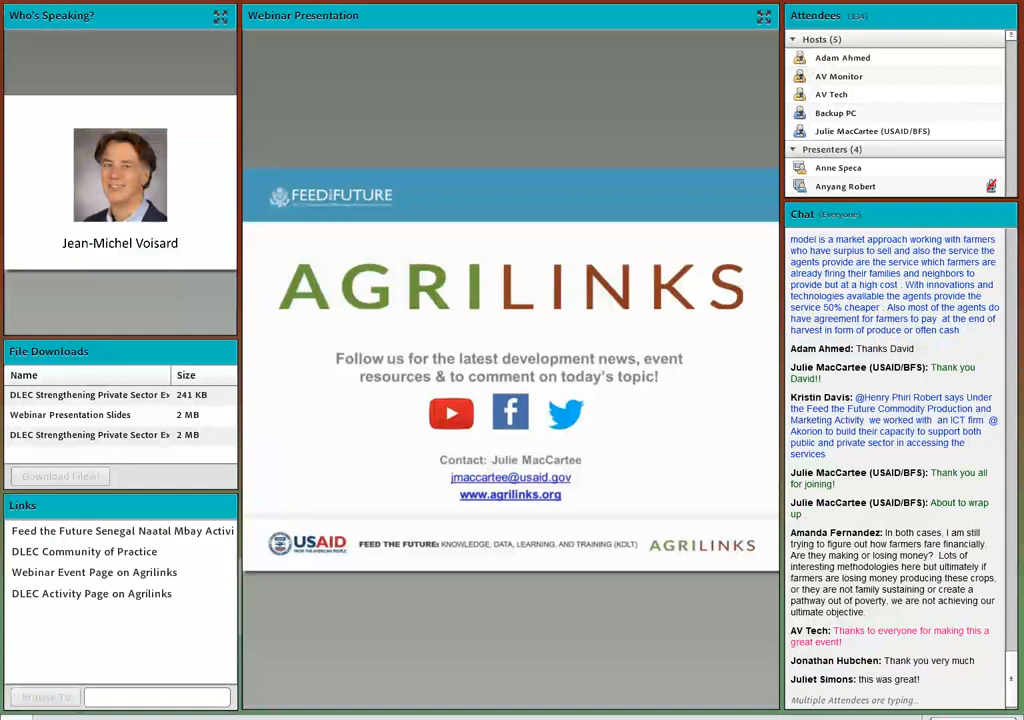 Who's Speaking?
Jean-Michel Voisard
File Downloads
Name Size
DLEC Strengthening Private Sector Ex 241 KB
Webinar Presentation Slides 2 MB
DLEC Strengthening Private Sector Ex 2 MB
Download File(s)
Links
Feed the Future Senegal Naatal Mbay Activi
DLEC Community of Practice
Webinar Event Page on Agrilinks
DLEC Activity Page on Agrilinks
Browse To
Webinar Presentation
FEED THE FUTURE
AGRILINKS
Follow us for the latest development news, event
resources & to comment on today's topic!
Contact: Julie MacCartee
jmaccartee@usaid.gov
www.agrilinks.org
USAID
FROM THE AMERICAN PEOPLE
FEED THE FUTURE: KNOWLEDGE, DATA, LEARNING, AND TRAINING (KDLT)
AGRILINKS
Attendees (134)
Hosts (5)
Adam Ahmed
AV Monitor
AV Tech
Backup PC
Julie MacCartee (USAID/BFS)
Presenters (4)
Anne Speca
Anyang Robert
Chat (Everyone)
model is a market approach working with farmers
who have surplus to sell and also the service the
agents provide are the service which farmers are
already firing their families and neighbors to
provide but at a high cost . With innovations and
technologies available the agents provide the
service 50% cheaper . Also most of the agents do
have agreement for farmers to pay at the end of
harvest in form of produce or often cash
Adam Ahmed: Thanks David
Julie MacCartee (USAID/BFS): Thank you
David!!
Kristin Davis: @Henry Phiri Robert says Under
the Feed the Future Commodity Production and
Marketing Activity we worked with an ICT firm @
Akorion to build their capacity to support both
public and private sector in accessing the
services
Julie MacCartee (USAID/BFS): Thank you all
for joining!
Julie MacCartee (USAID/BFS): About to wrap
up
Amanda Fernandez: In both cases, I am still
trying to figure out how farmers fare financially.
Are they making or losing money? Lots of
interesting methodologies here but ultimately if
farmers are losing money producing these crops,
or they are not family sustaining or create a
pathway out of poverty, we are not achieving our
ultimate objective.
AV Tech: Thanks to everyone for making this a
great event!
Jonathan Hubchen: Thank you very much
Juliet Simons: this was great!
Multiple Attendees are typing...